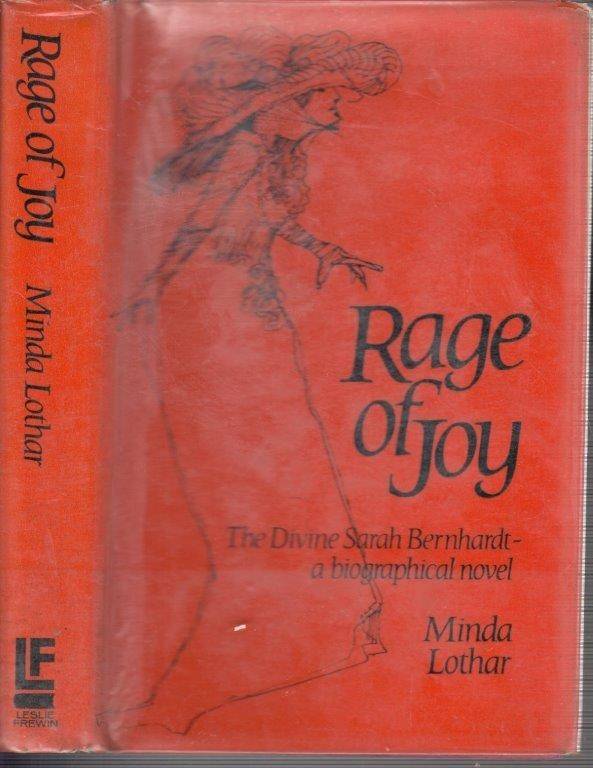 Rage of Joy
Minda Lothar
LF
LESLIE
FREWIN
Rage
of Joy
The Divine Sarah Bernhardt-
a biographical novel
Minda
Lothar